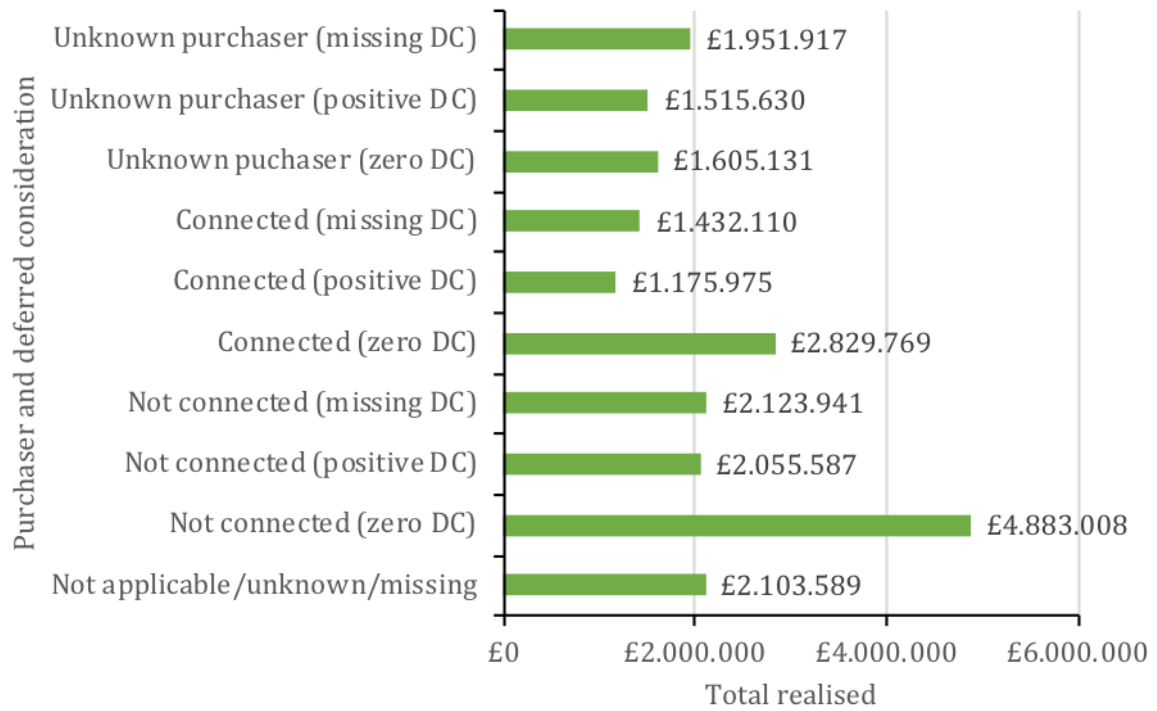 Purchaser and deferred consideration
Unknown purchaser (missing DC)
£1.951.917
Unknown purchaser (positive DC)
£1.515.630
Unknown puchaser (zero DC)
£1.605.131
Connected (missing DC)
£1.432.110
Connected (positive DC)
£1.175.975
Connected (zero DC)
£2.829.769
Not connected (missing DC)
£2.123.941
Not connected (positive DC)
£2.055.587
Not connected (zero DC)
£4.883.008
Not applicable/unknown/missing
£2.103.589
£0
£2.000.000
£4.000.000
£6.000.000
Total realised